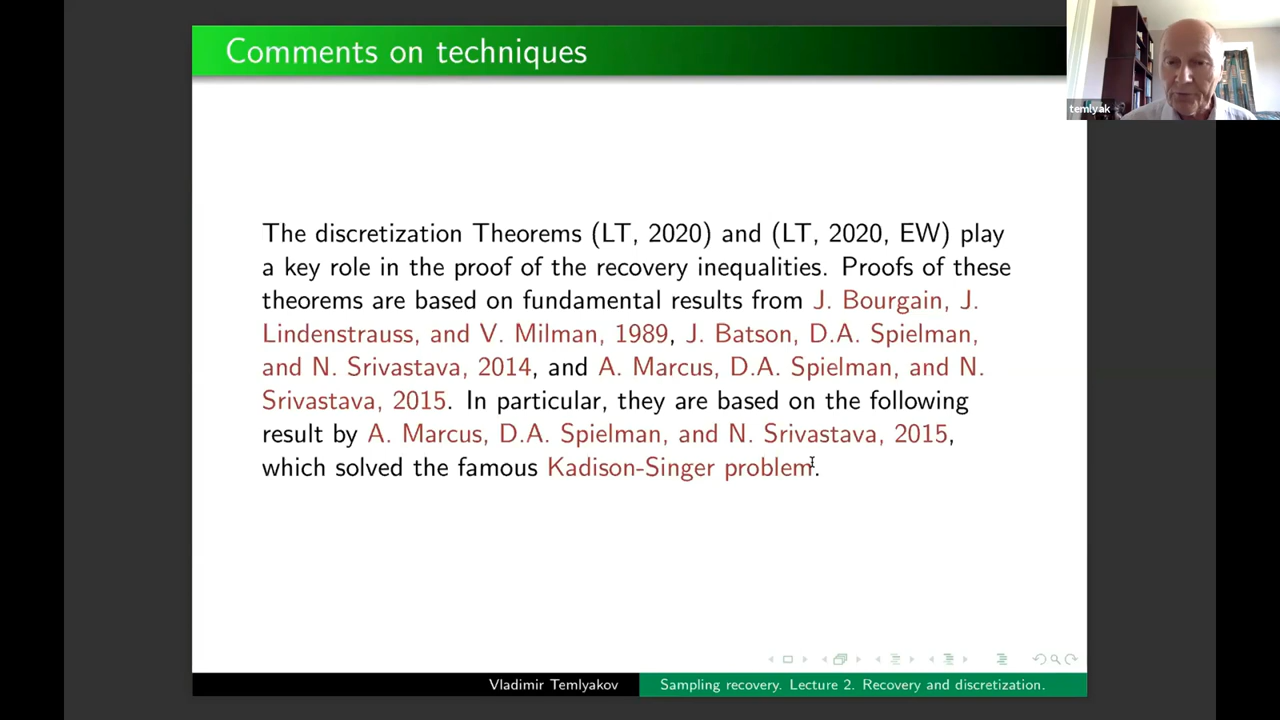 Comments on techniques
temlyak
The discretization Theorems (LT, 2020) and (LT, 2020, EW) play
a key role in the proof of the recovery inequalities. Proofs of these
theorems are based on fundamental results from J. Bourgain, J.
Lindenstrauss, and V. Milman, 1989, J. Batson, D.A. Spielman,
and N. Srivastava, 2014, and A. Marcus, D.A. Spielman, and N.
Srivastava, 2015. In particular, they are based on the following
result by A. Marcus, D.A. Spielman, and N. Srivastava, 2015,
which solved the famous Kadison-Singer problem.
Vladimir Temlyakov
Sampling recovery. Lecture 2. Recovery and discretization.